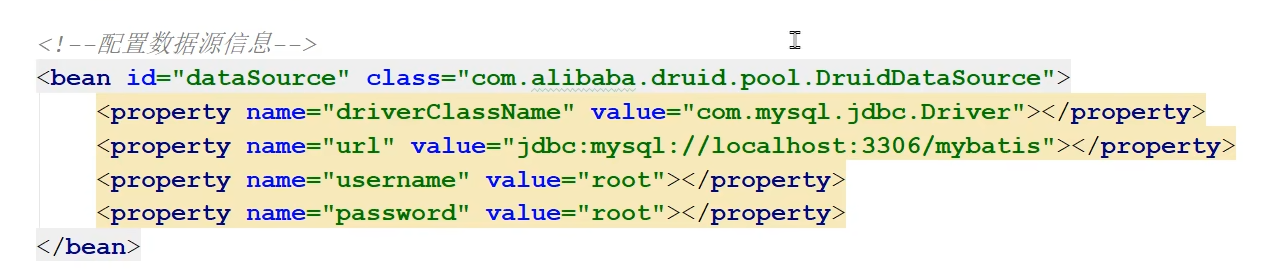 <!--配置数据源信息-->
<bean id="dataSource" class="com.alibaba.druid.pool.DruidDataSource">
    <property name="driverClassName" value="com.mysql.jdbc.Driver"></property>
    <property name="url" value="jdbc:mysql://localhost:3306/mybatis"></property>
    <property name="username" value="root"></property>
    <property name="password" value="root"></property>
</bean>